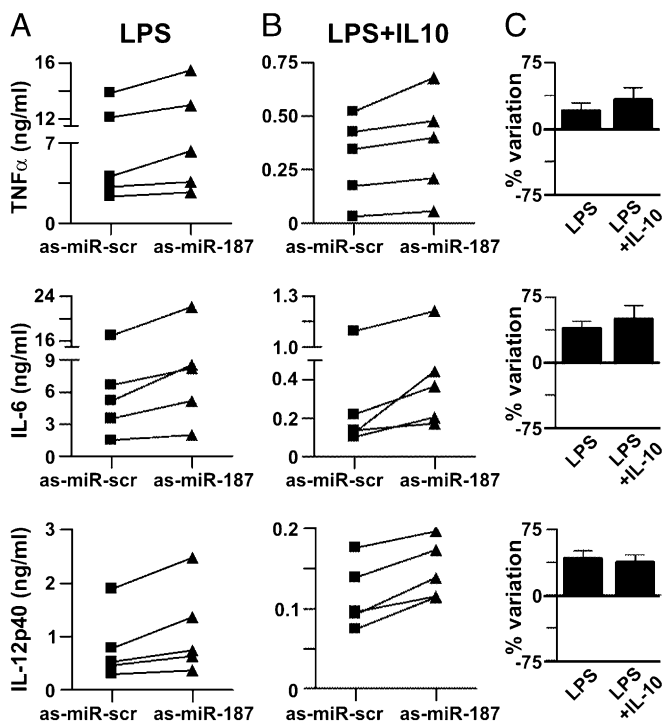 A LPS B LPS+IL10 C
TNFα (ng/ml)
16
12
7
0
as-miR-scr as-miR-187
0.75
0.50
0.25
0
as-miR-scr as-miR-187
% variation
75
0
-75
LPS
LPS
+IL-10
IL-6 (ng/ml)
24
16
9
6
3
0
as-miR-scr as-miR-187
1.3
1.0
0.4
0.2
0
as-miR-scr as-miR-187
% variation
75
0
-75
LPS
LPS
+IL-10
IL-12p40 (ng/ml)
3
2
1
0
as-miR-scr as-miR-187
0.2
0.1
0
as-miR-scr as-miR-187
% variation
75
0
-75
LPS
LPS
+IL-10